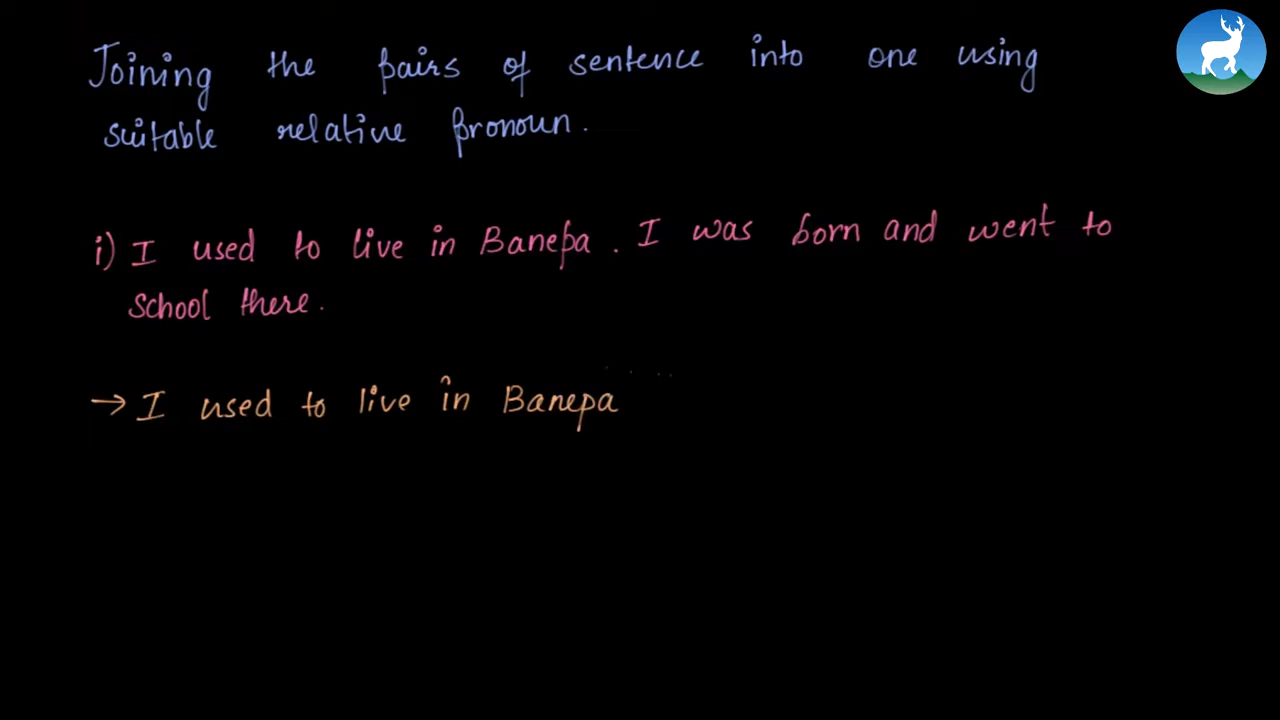 Joining the pairs of sentence into one using
suitable relative pronoun.
i) I used to live in Banepa. I was born and went to
school there.
→ I used to live in Banepa